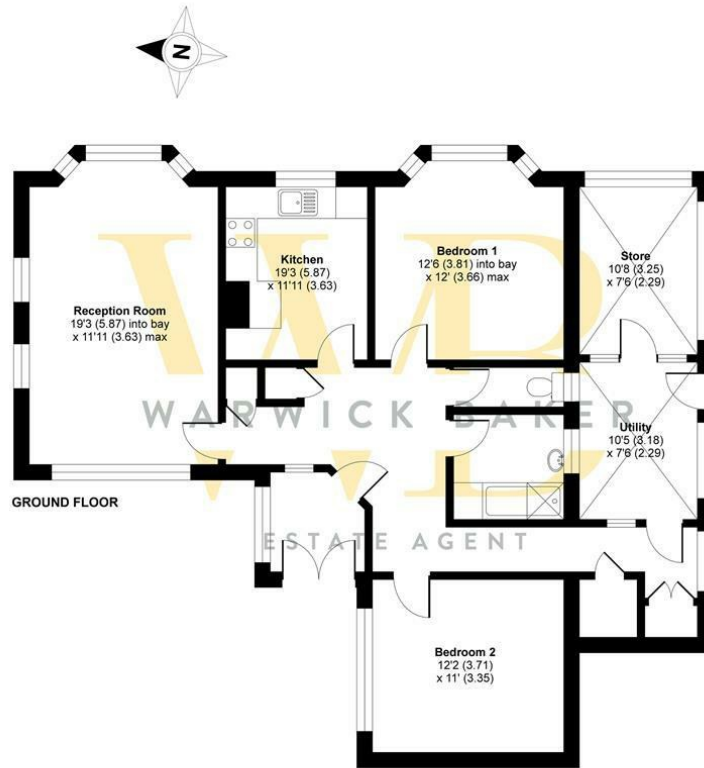 N
Kitchen
19'3 (5.87)
x 11'11 (3.63)
Bedroom 1
12'6 (3.81) into bay
x 12' (3.66) max
Store
10'8 (3.25)
x 7'6 (2.29)
Reception Room
19'3 (5.87) into bay
x 11'11 (3.63) max
WB
WARWICK BAKER
ESTATE AGENT
Utility
10'5 (3.18)
x 7'6 (2.29)
GROUND FLOOR
Bedroom 2
12'2 (3.71)
x 11' (3.35)